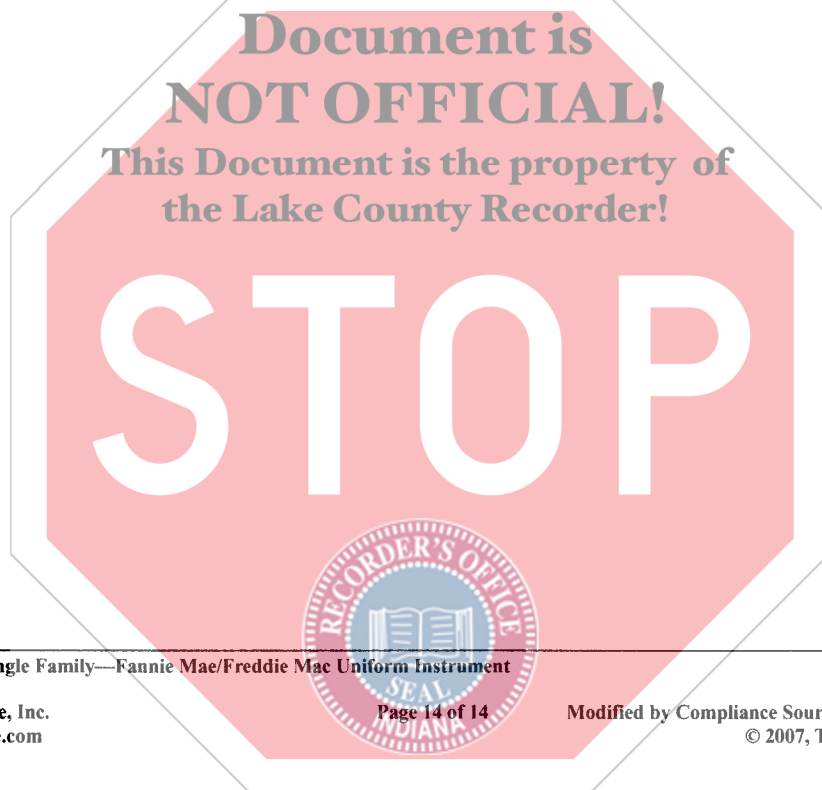 Document is
NOT OFFICIAL!
This Document is the property of
the Lake County Recorder!
STOP
RECORDER'S OFFICE
SEAL
INDIANA
ngle Family—Fannie Mae/Freddie Mac Uniform Instrument
e, Inc.
Page 14 of 14
Modified by Compliance Sour
e.com
© 2007, T